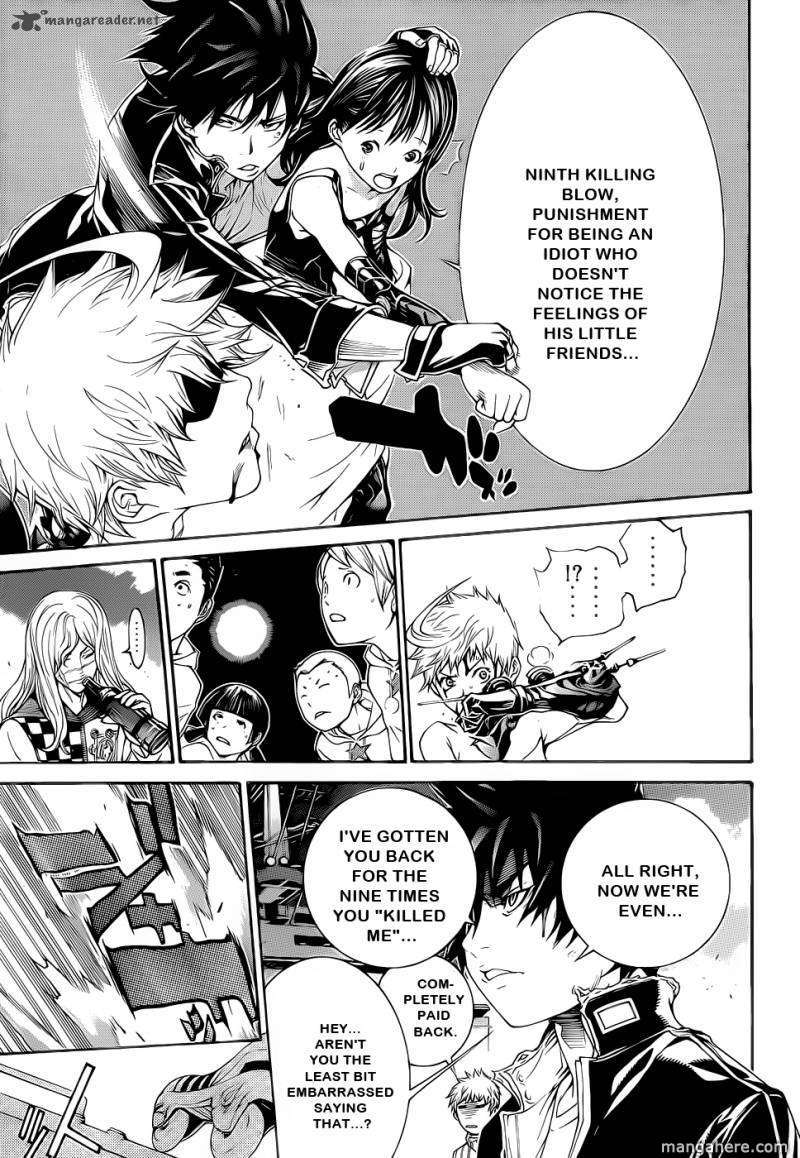 mangareader.net
NINTH KILLING
BLOW,
PUNISHMENT
FOR BEING AN
IDIOT WHO
DOESN'T
NOTICE THE
FEELINGS OF
HIS LITTLE
FRIENDS...
!?
ALL RIGHT,
NOW WE'RE
EVEN...
I'VE GOTTEN
YOU BACK
FOR THE
NINE TIMES
YOU "KILLED
ME"...
COM-
PLETELY
PAID
BACK.
HEY...
AREN'T
YOU THE
LEAST BIT
EMBARRASSED
SAYING
THAT...?
mangahere.com